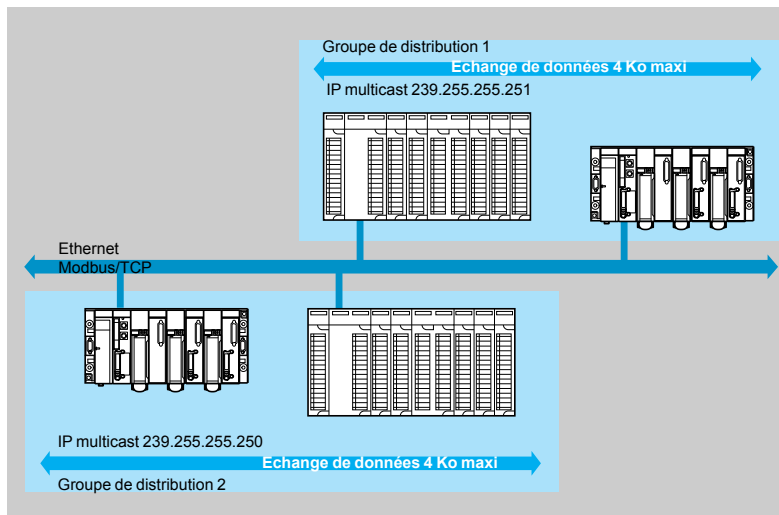 Groupe de distribution 1
Echange de données 4 Ko maxi
IP multicast 239.255.255.251
Ethernet
Modbus/TCP
IP multicast 239.255.255.250
Echange de données 4 Ko maxi
Groupe de distribution 2